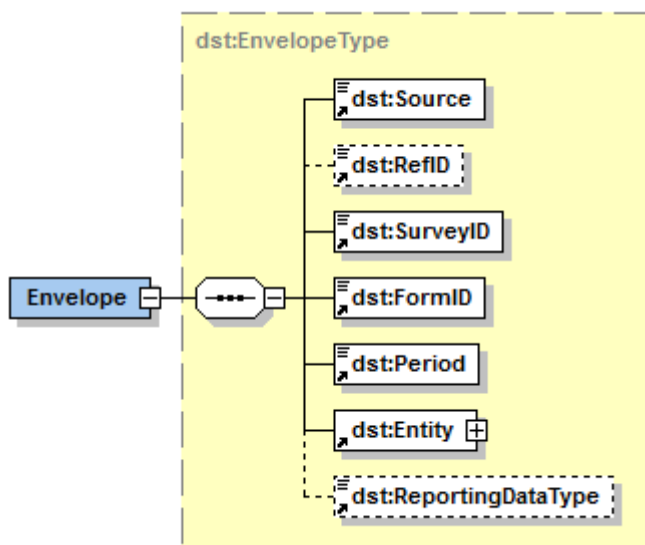 dst:EnvelopeType
dst:Source
dst:RefID
dst:SurveyID
Envelope
dst:FormID
dst:Period
dst:Entity
dst:ReportingDataType